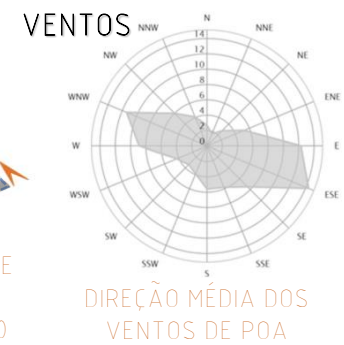 VENTOS
N
NNW
NNE
14
12
NW
NE
10
8
WNW
ENE
6
4
2
0
W
E
WSW
ESE
SW
SE
SSW
SSE
S
E
DIREÇÃO MÉDIA DOS
O
VENTOS DE POA